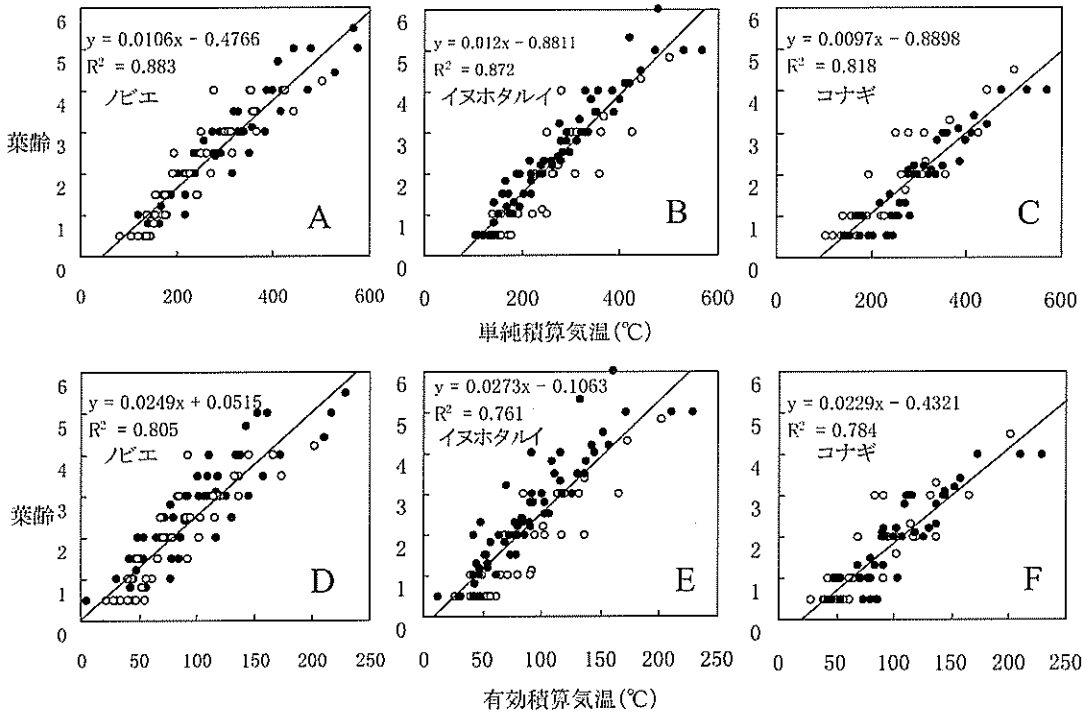 6
5
4
3
2
1
0
y = 0.0106x − 0.4766
R² = 0.883
ノビエ
A
0 200 400 600
6
5
4
3
2
1
0
y = 0.012x − 0.8811
R² = 0.872
イヌホタルイ
B
0 200 400 600
6
5
4
3
2
1
0
y = 0.0097x − 0.8898
R² = 0.818
コナギ
C
0 200 400 600
葉齢
単純積算気温(℃)
6
5
4
3
2
1
0
y = 0.0249x + 0.0515
R² = 0.805
ノビエ
D
0 50 100 150 200 250
6
5
4
3
2
1
0
y = 0.0273x − 0.1063
R² = 0.761
イヌホタルイ
E
0 50 100 150 200 250
6
5
4
3
2
1
0
y = 0.0229x − 0.4321
R² = 0.784
コナギ
F
0 50 100 150 200 250
葉齢
有効積算気温(℃)